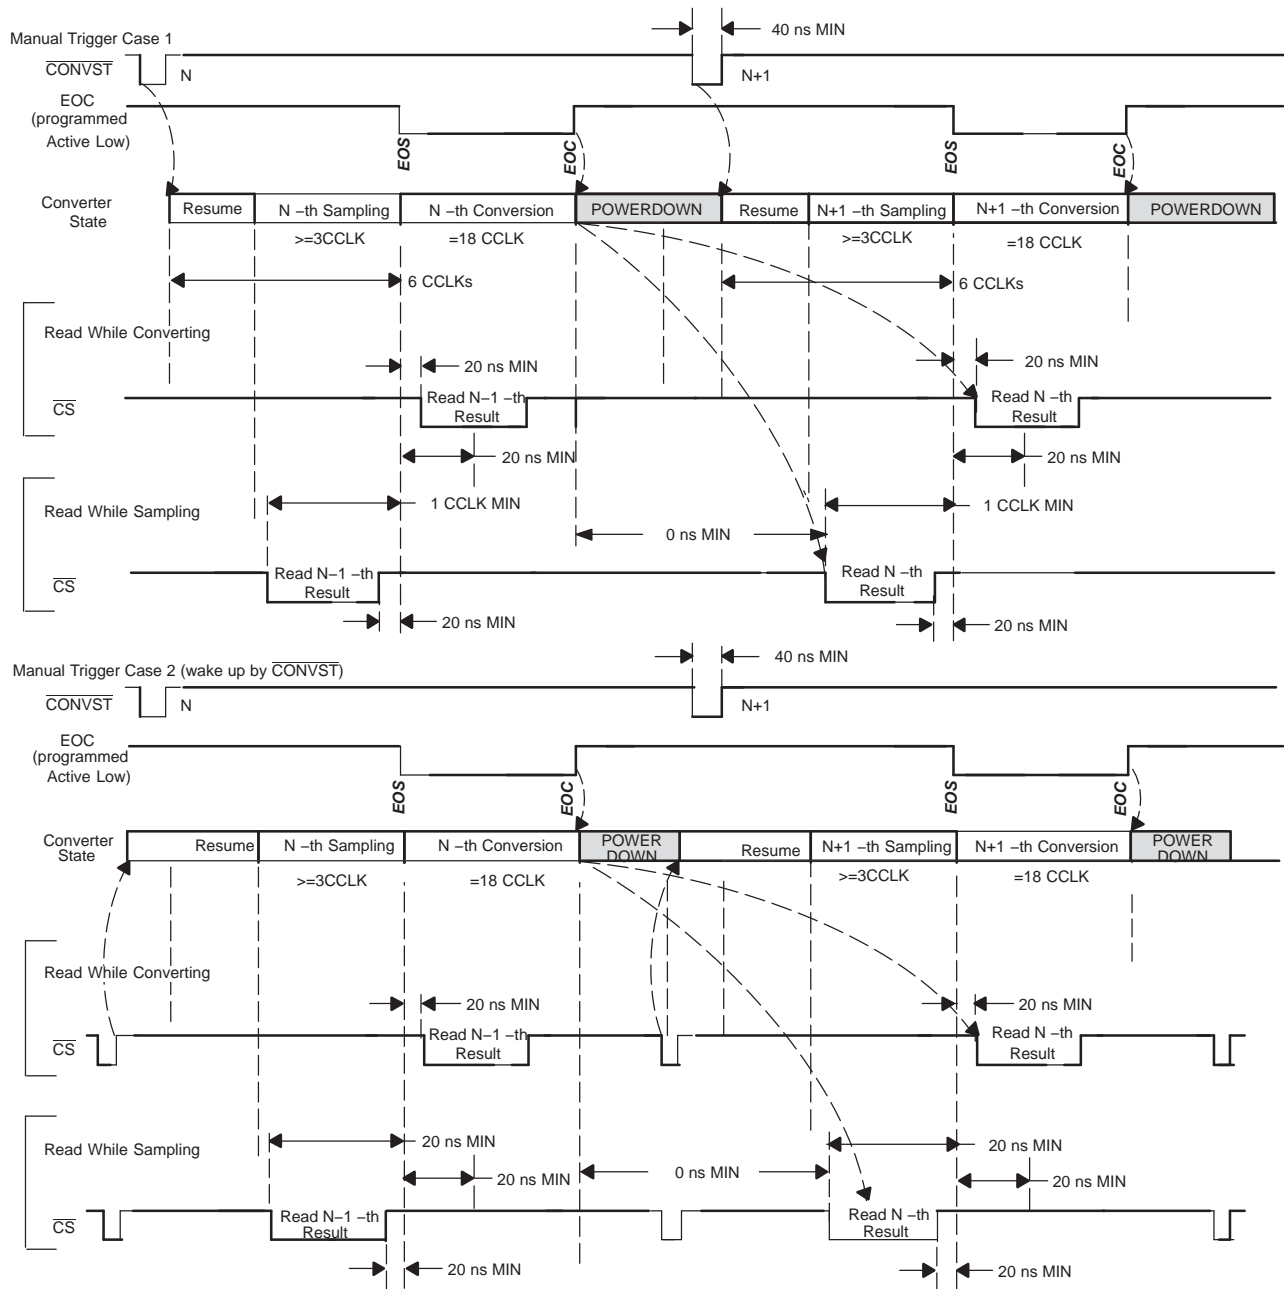 Manual Trigger Case 1
40 ns MIN
CONVST
N
N+1
EOC
(programmed
Active Low)
EOS
EOC
EOS
EOC
Converter
State
Resume
N −th Sampling
N −th Conversion
POWERDOWN
Resume
N+1 −th Sampling
N+1 −th Conversion
POWERDOWN
>=3CCLK
=18 CCLK
>=3CCLK
=18 CCLK
6 CCLKs
6 CCLKs
Read While Converting
20 ns MIN
20 ns MIN
CS
Read N−1 −th
Result
Read N −th
Result
20 ns MIN
20 ns MIN
Read While Sampling
1 CCLK MIN
1 CCLK MIN
0 ns MIN
CS
Read N−1 −th
Result
Read N −th
Result
20 ns MIN
20 ns MIN
Manual Trigger Case 2 (wake up by CONVST)
40 ns MIN
CONVST
N
N+1
EOC
(programmed
Active Low)
EOS
EOC
EOS
EOC
Converter
State
Resume
N −th Sampling
N −th Conversion
POWER
DOWN
Resume
N+1 −th Sampling
N+1 −th Conversion
POWER
DOWN
>=3CCLK
=18 CCLK
>=3CCLK
=18 CCLK
Read While Converting
20 ns MIN
20 ns MIN
CS
Read N−1 −th
Result
Read N −th
Result
Read While Sampling
20 ns MIN
20 ns MIN
20 ns MIN
0 ns MIN
20 ns MIN
CS
Read N−1 −th
Result
Read N −th
Result
20 ns MIN
20 ns MIN